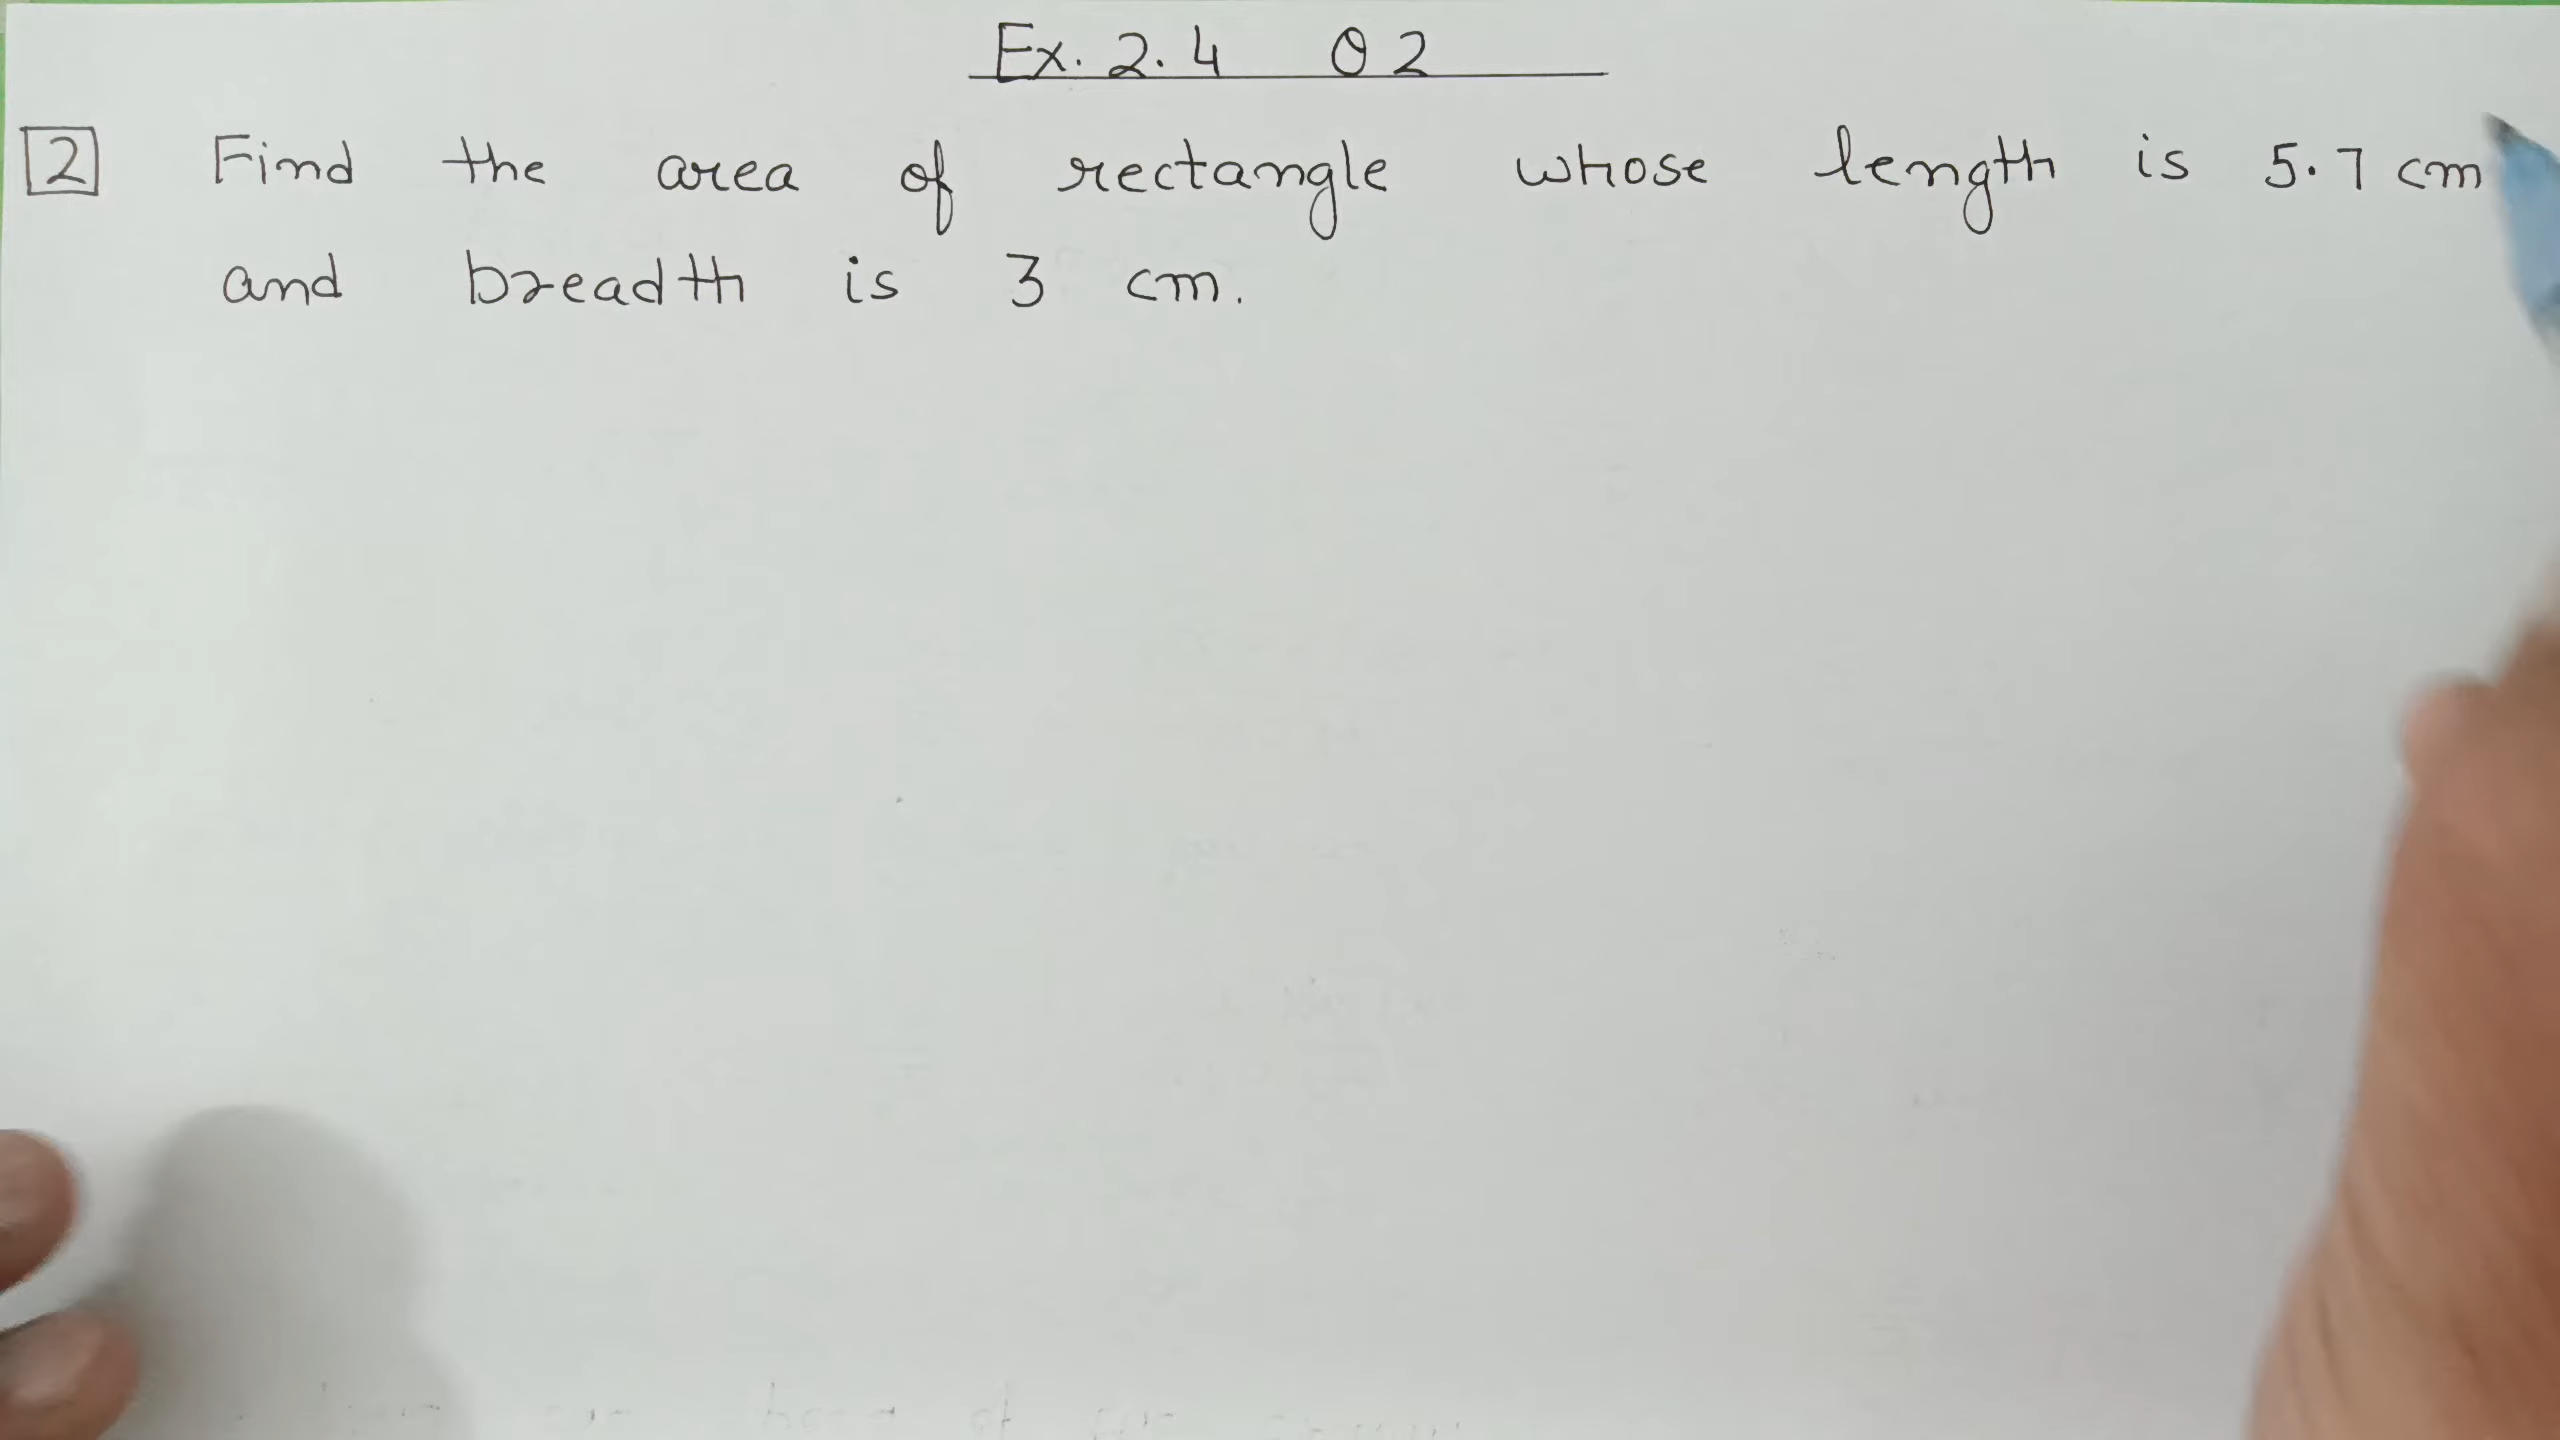 Ex. 2.4 Q2
2 Find the area of rectangle whose length is 5.7 cm
and breadth is 3 cm.